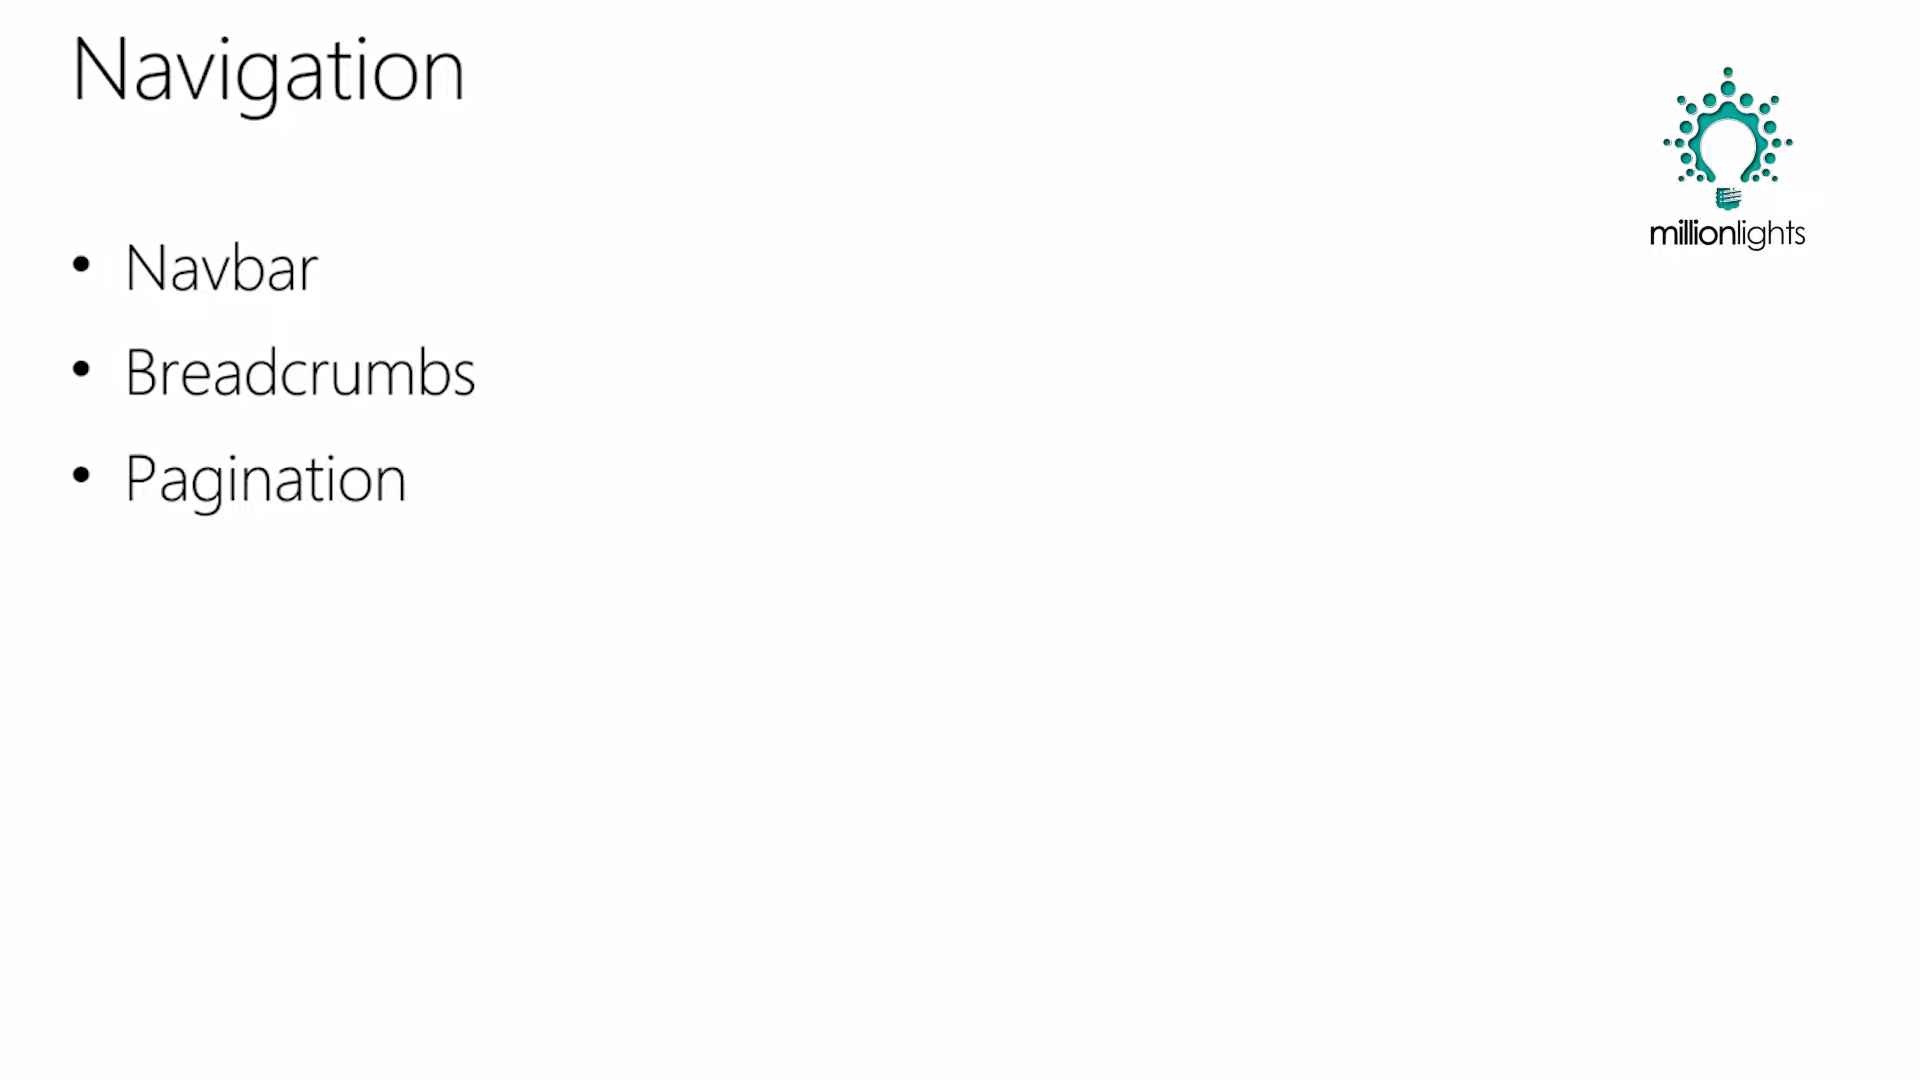 Navigation
millionlights
• Navbar
• Breadcrumbs
• Pagination